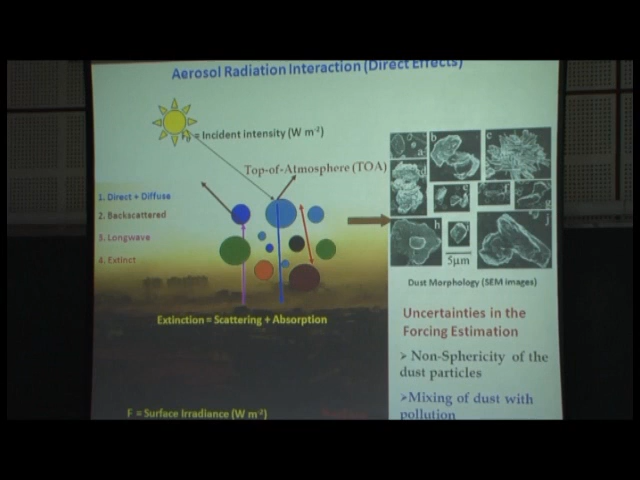 Aerosol Radiation Interaction (Direct Effects)
= Incident intensity (W m⁻²)
Top-of-Atmosphere (TOA)
1. Direct + Diffuse
2. Backscattered
3. Longwave
4. Extinct
a
b
c
d
g
h
j
5μm
Dust Morphology (SEM images)
Extinction = Scattering + Absorption
Uncertainties in the
Forcing Estimation
➢ Non-Sphericity of the
dust particles
➢Mixing of dust with
pollution
F = Surface Irradiance (W m⁻²)